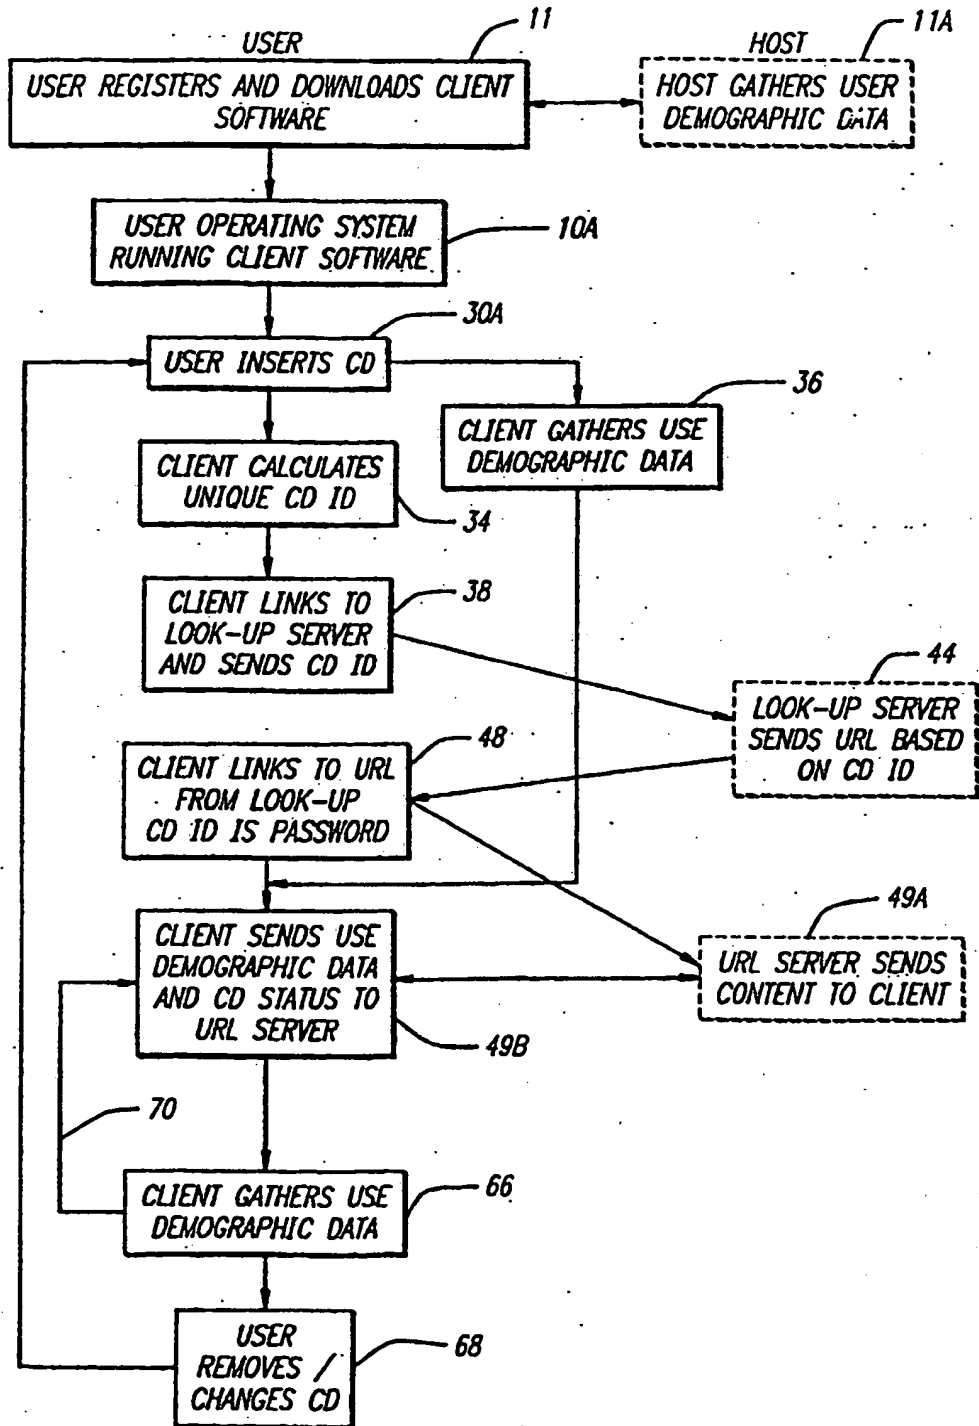 11
11A
USER
HOST
USER REGISTERS AND DOWNLOADS CLIENT
SOFTWARE
HOST GATHERS USER
DEMOGRAPHIC DATA
USER OPERATING SYSTEM
RUNNING CLIENT SOFTWARE
10A
30A
USER INSERTS CD
36
CLIENT GATHERS USE
DEMOGRAPHIC DATA
CLIENT CALCULATES
UNIQUE CD ID
34
CLIENT LINKS TO
LOOK-UP SERVER
AND SENDS CD ID
38
44
LOOK-UP SERVER
SENDS URL BASED
ON CD ID
48
CLIENT LINKS TO URL
FROM LOOK-UP
CD ID IS PASSWORD
49A
URL SERVER SENDS
CONTENT TO CLIENT
CLIENT SENDS USE
DEMOGRAPHIC DATA
AND CD STATUS TO
URL SERVER
49B
70
CLIENT GATHERS USE
DEMOGRAPHIC DATA
66
USER
REMOVES /
CHANGES CD
68